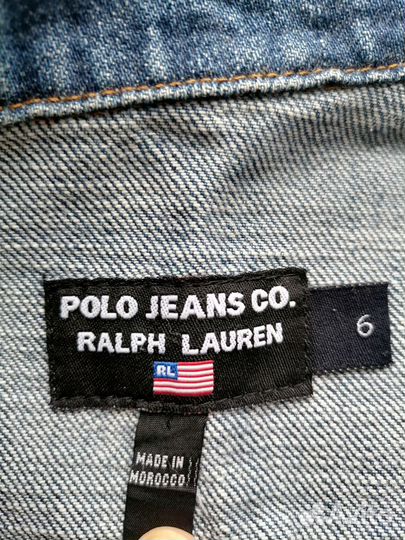 POLO JEANS CO.
RALPH LAUREN
RL
6
MADE IN
MOROCCO